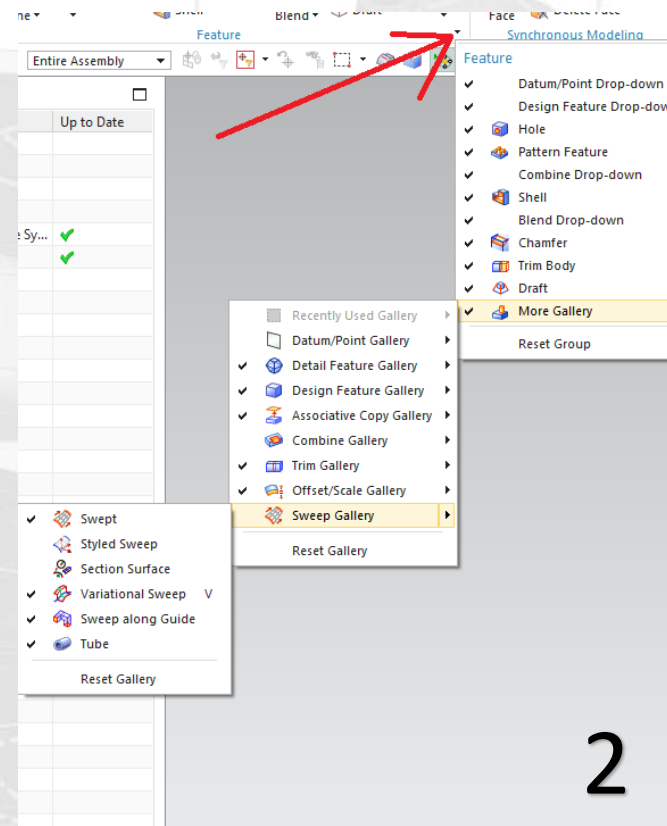 Shell
Blend
Draft
Face
Delete Face
Feature
Synchronous Modeling
Entire Assembly
Feature
Datum/Point Drop-down
Design Feature
Hole
Up to Date
Pattern Feature
Combine Drop-down
Shell
Blend Drop-down
Chamfer
Trim Body
Draft
More Gallery
Reset Group
Recently Used Gallery
Datum/Point Gallery
Detail Feature Gallery
Design Feature Gallery
Associative Copy Gallery
Combine Gallery
Trim Gallery
Offset/Scale Gallery
Sweep Gallery
Reset Gallery
Swept
Styled Sweep
Section Surface
Variational Sweep V
Sweep along Guide
Tube
Reset Gallery
2